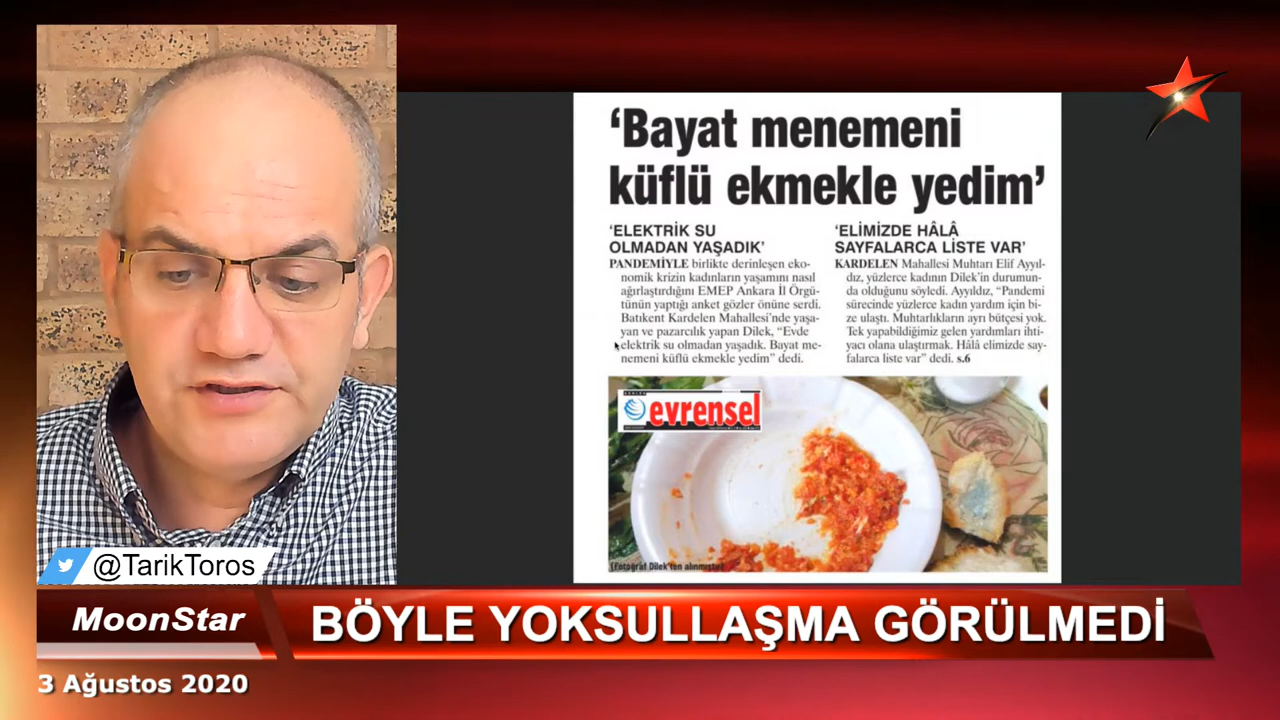 'Bayat menemeni
küflü ekmekle yedim'
'ELEKTRİK SU
OLMADAN YAŞADIK'
PANDEMİYLE birlikte derinleşen eko-
nomik krizin kadınların yaşamını nasıl
ağırlaştırdığını EMEP Ankara İl Örgü-
tünün yaptığı anket gözler önüne serdi.
Batıkent Kardelen Mahallesi'nde yaşa-
yan ve pazarcılık yapan Dilek, "Evde
elektrik su olmadan yaşadık. Bayat me-
nemeni küflü ekmekle yedim" dedi.
'ELİMİZDE HÂLÂ
SAYFALARCA LİSTE VAR'
KARDELEN Mahallesi Muhtarı Elif Ayyıl-
dız, yüzlerce kadının Dilek'in durumun-
da olduğunu söyledi. Ayyıldız, "Pandemi
sürecinde yüzlerce kadın yardım için bi-
ze ulaştı. Muhtarlıkların ayrı bütçesi yok.
Tek yapabildiğimiz gelen yardımları ihti-
yacı olana ulaştırmak. Hâlâ elimizde say-
falarca liste var" dedi. s.6
evrensel
(Fotoğraf Dilek'ten alınmıştır)
@TarikToros
MoonStar
BÖYLE YOKSULLAŞMA GÖRÜLMEDİ
3 Ağustos 2020